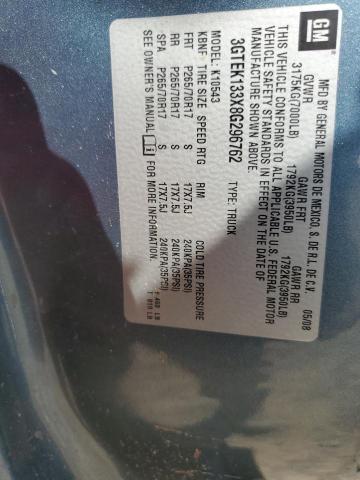 GM
MFD BY GENERAL MOTORS DE MEXICO, S. DE R.L. DE C.V. 05/08
GVWR GAWR FRT GAWR RR
3175KG(7000LB) 1792KG(3950LB) 1792KG(3950LB)
THIS VEHICLE CONFORMS TO ALL APPLICABLE U.S. FEDERAL MOTOR
VEHICLE SAFETY STANDARDS IN EFFECT ON THE DATE OF
MANUFACTURE SHOWN ABOVE.
3GTEK133X8G296762 TYPE: TRUCK
MODEL: K10543
KBNF TIRE SIZE SPEED RTG RIM COLD TIRE PRESSURE
FRT P265/70R17 S 17X7.5J 240KPA(35PSI)
RR P265/70R17 S 17X7.5J 240KPA(35PSI)
SPA P265/70R17 S 17X7.5J 240KPA(35PSI)
SEE OWNER'S MANUAL